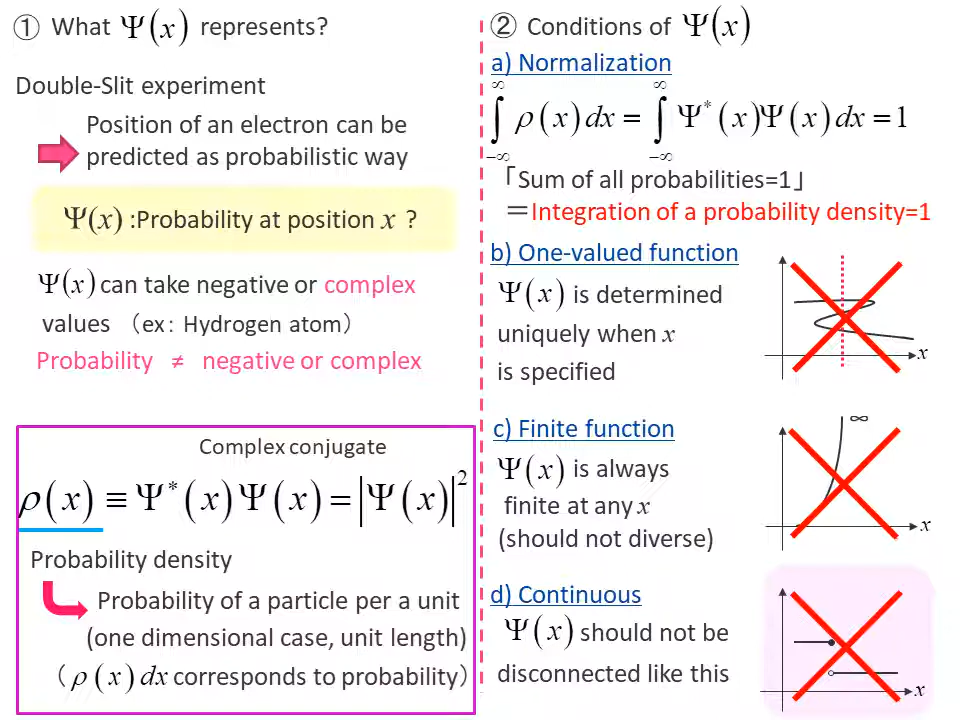 ① What Ψ(x) represents?
Double-Slit experiment
Position of an electron can be
predicted as probabilistic way
Ψ(x) :Probability at position x ?
Ψ(x) can take negative or complex
values （ex：Hydrogen atom）
Probability ≠ negative or complex
Complex conjugate
ρ(x) ≡ Ψ*(x)Ψ(x) = |Ψ(x)|²
Probability density
Probability of a particle per a unit
(one dimensional case, unit length)
（ρ(x)dx corresponds to probability）
② Conditions of Ψ(x)
a) Normalization
∫_{-∞}^{∞} ρ(x)dx = ∫_{-∞}^{∞} Ψ*(x)Ψ(x)dx = 1
「Sum of all probabilities=1」
＝Integration of a probability density=1
b) One-valued function
Ψ(x) is determined
uniquely when x
is specified
x
c) Finite function
Ψ(x) is always
finite at any x
(should not diverse)
∞
x
d) Continuous
Ψ(x) should not be
disconnected like this
x